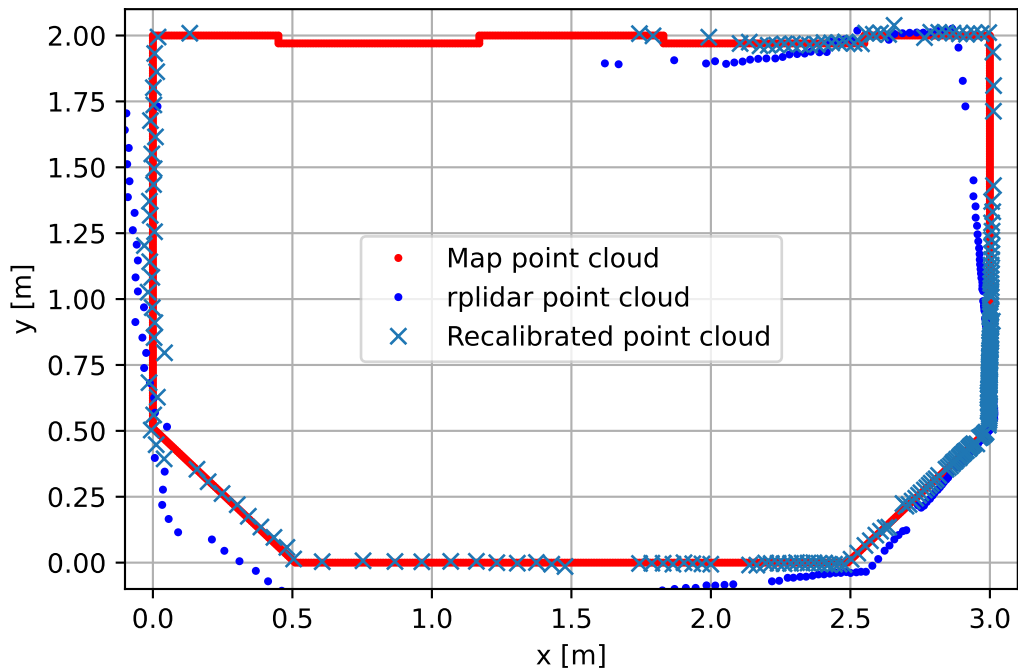 2.00
1.75
1.50
1.25
1.00
0.75
0.50
0.25
0.00
y [m]
Map point cloud
rplidar point cloud
Recalibrated point cloud
0.0 0.5 1.0 1.5 2.0 2.5 3.0
x [m]